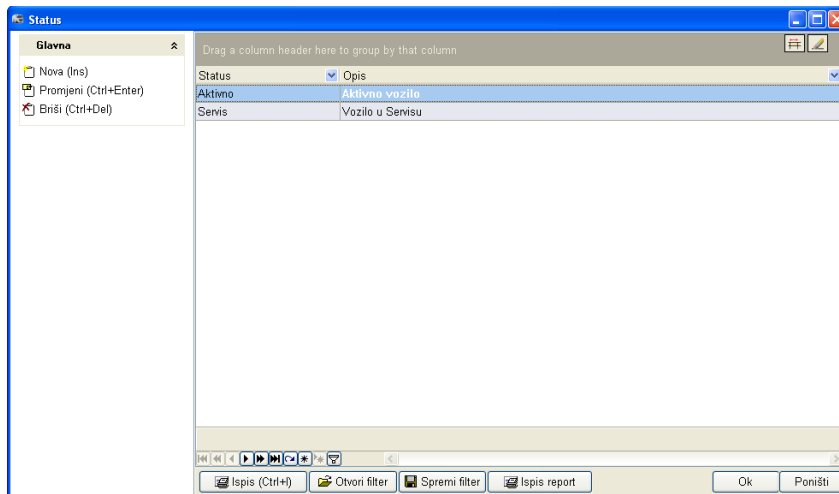 Status
Glavna
Nova (Ins)
Promjeni (Ctrl+Enter)
Briši (Ctrl+Del)
Drag a column header here to group by that column
Status Opis
Aktivno Aktivno vozilo
Servis Vozilo u Servisu
Ispis (Ctrl+I) Otvori filter Spremi filter Ispis report Ok Poništi